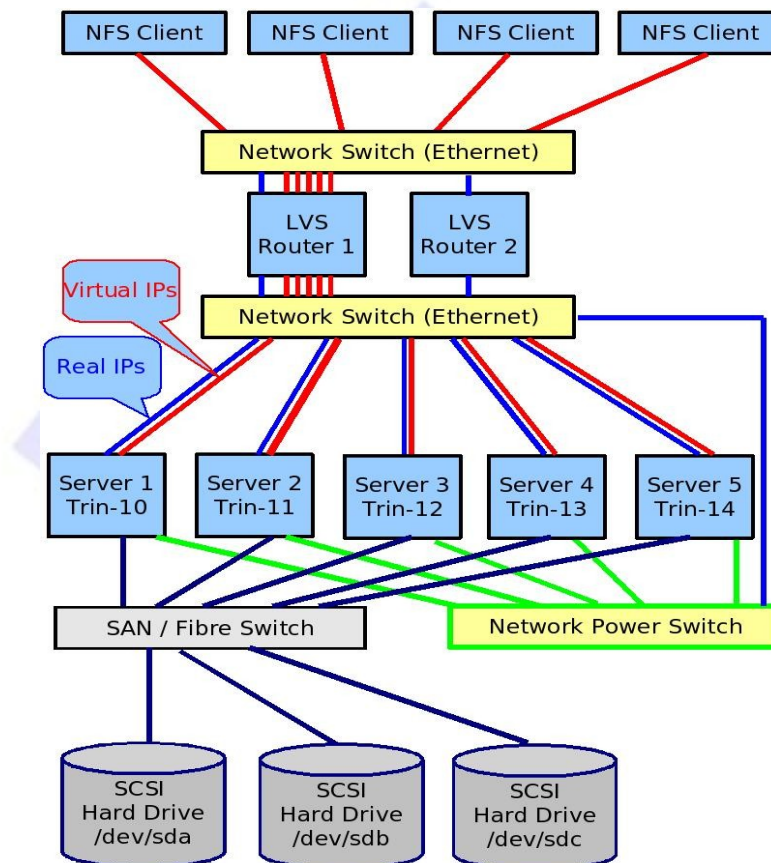 NFS Client
NFS Client
NFS Client
NFS Client
Network Switch (Ethernet)
LVS
Router 1
LVS
Router 2
Virtual IPs
Network Switch (Ethernet)
Real IPs
Server 1
Trin-10
Server 2
Trin-11
Server 3
Trin-12
Server 4
Trin-13
Server 5
Trin-14
SAN / Fibre Switch
Network Power Switch
SCSI
Hard Drive
/dev/sda
SCSI
Hard Drive
/dev/sdb
SCSI
Hard Drive
/dev/sdc